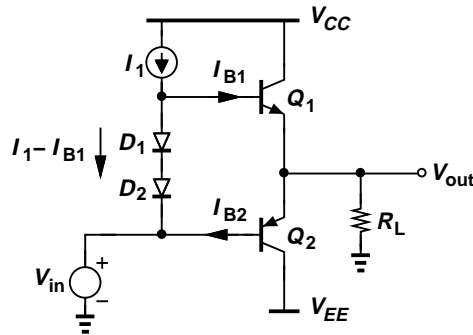 V_CC
I_1
I_B1
Q_1
I_1 – I_B1
D_1
D_2
V_out
I_B2
R_L
Q_2
V_in
+
−
V_EE